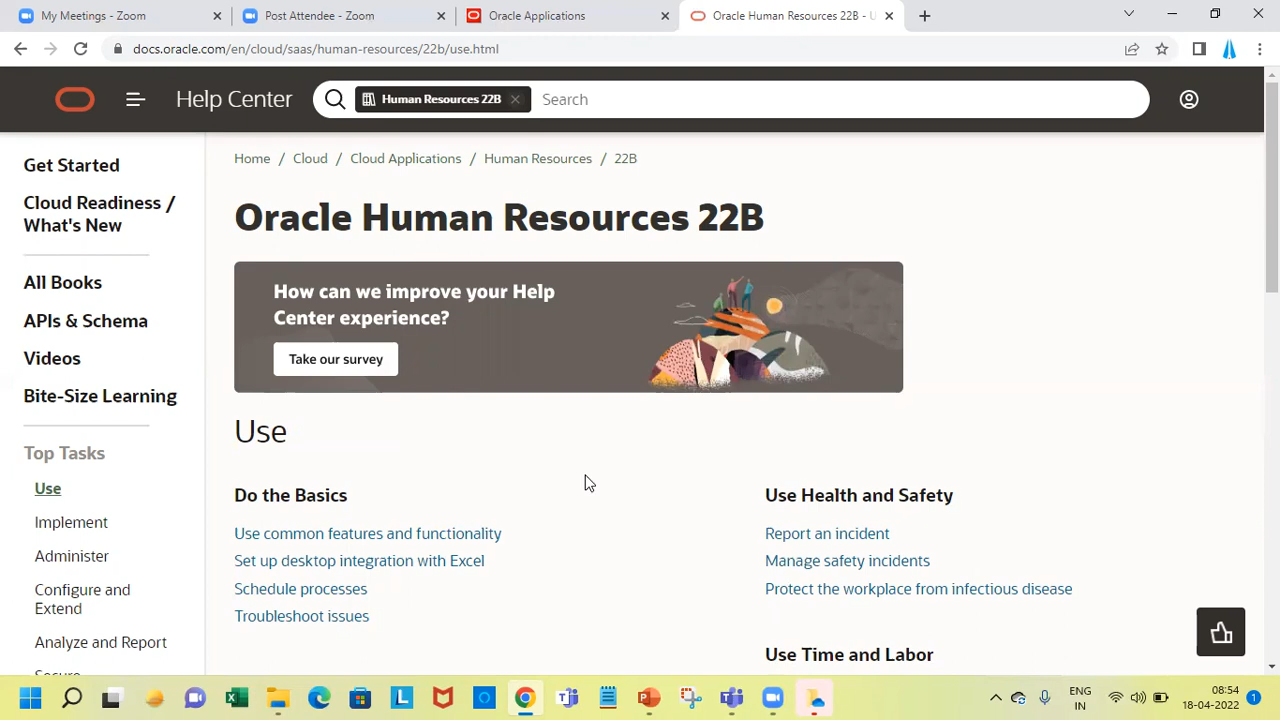 My Meetings - Zoom
Post Attendee - Zoom
Oracle Applications
Oracle Human Resources 22B - U
docs.oracle.com/en/cloud/saas/human-resources/22b/use.html
Help Center
Human Resources 22B
Search
Get Started
Cloud Readiness /
What's New
All Books
APIs & Schema
Videos
Bite-Size Learning
Top Tasks
Use
Implement
Administer
Configure and
Extend
Analyze and Report
Secure
Home / Cloud / Cloud Applications / Human Resources / 22B
Oracle Human Resources 22B
How can we improve your Help
Center experience?
Take our survey
Use
Do the Basics
Use common features and functionality
Set up desktop integration with Excel
Schedule processes
Troubleshoot issues
Use Health and Safety
Report an incident
Manage safety incidents
Protect the workplace from infectious disease
Use Time and Labor
ENG
IN
08:54
18-04-2022